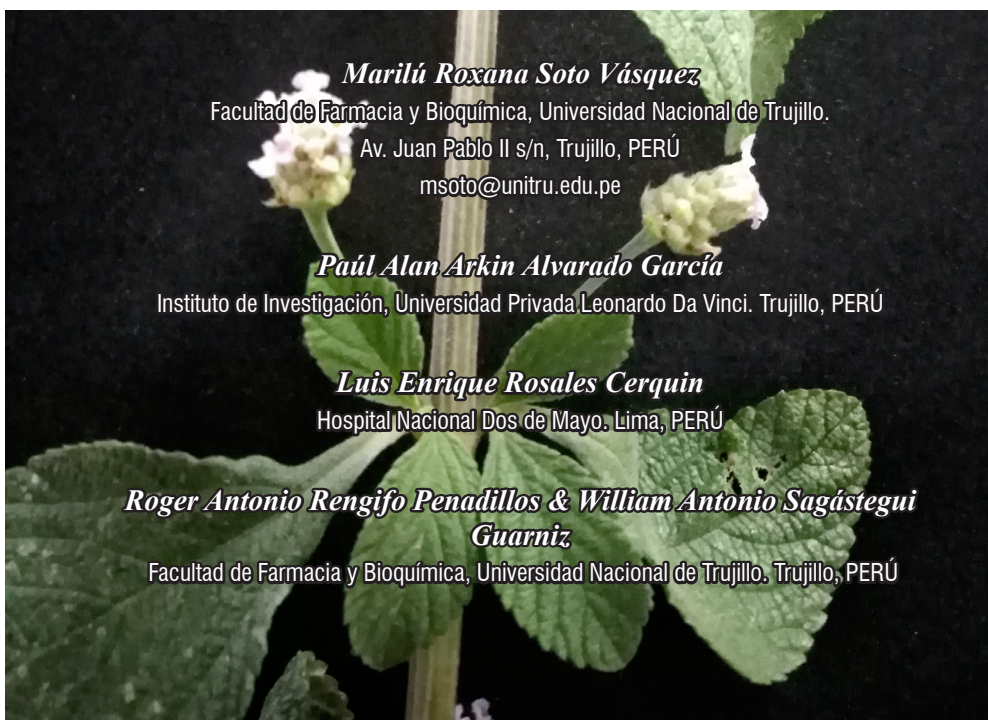 Marilú Roxana Soto Vásquez
Facultad de Farmacia y Bioquímica, Universidad Nacional de Trujillo.
Av. Juan Pablo II s/n, Trujillo, PERÚ
msoto@unitru.edu.pe
Paúl Alan Arkin Alvarado García
Instituto de Investigación, Universidad Privada Leonardo Da Vinci. Trujillo, PERÚ
Luis Enrique Rosales Cerquin
Hospital Nacional Dos de Mayo. Lima, PERÚ
Roger Antonio Rengifo Penadillos & William Antonio Sagástegui
Guarniz
Facultad de Farmacia y Bioquímica, Universidad Nacional de Trujillo. Trujillo, PERÚ